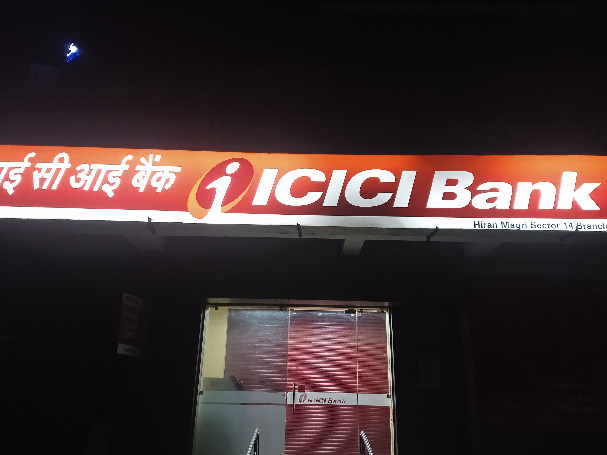 ई सी आई बैंक ICICI Bank
Hiran Magri Sector 14 Branch
ICICI Bank